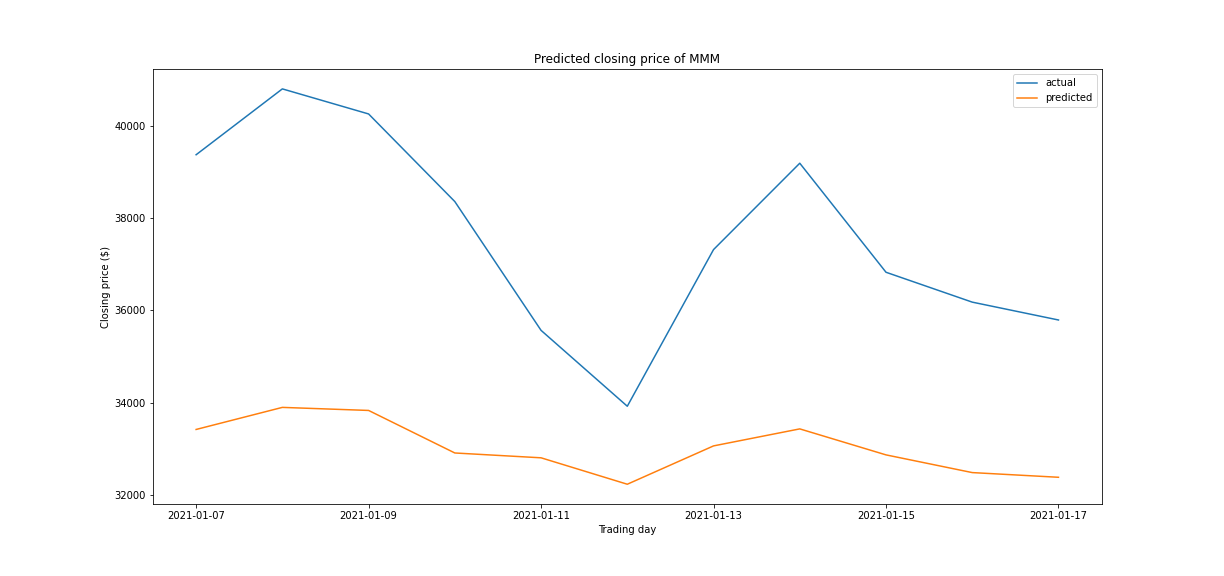 Predicted closing price of MMM
actual
predicted
40000
38000
36000
34000
32000
Closing price ($)
2021-01-07
2021-01-09
2021-01-11
2021-01-13
2021-01-15
2021-01-17
Trading day